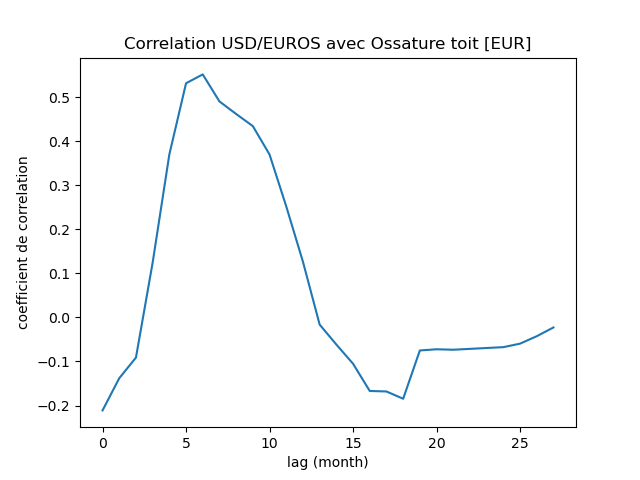 Correlation USD/EUROS avec Ossature toit [EUR]
coefficient de correlation
0.5
0.4
0.3
0.2
0.1
0.0
−0.1
−0.2
0 5 10 15 20 25
lag (month)